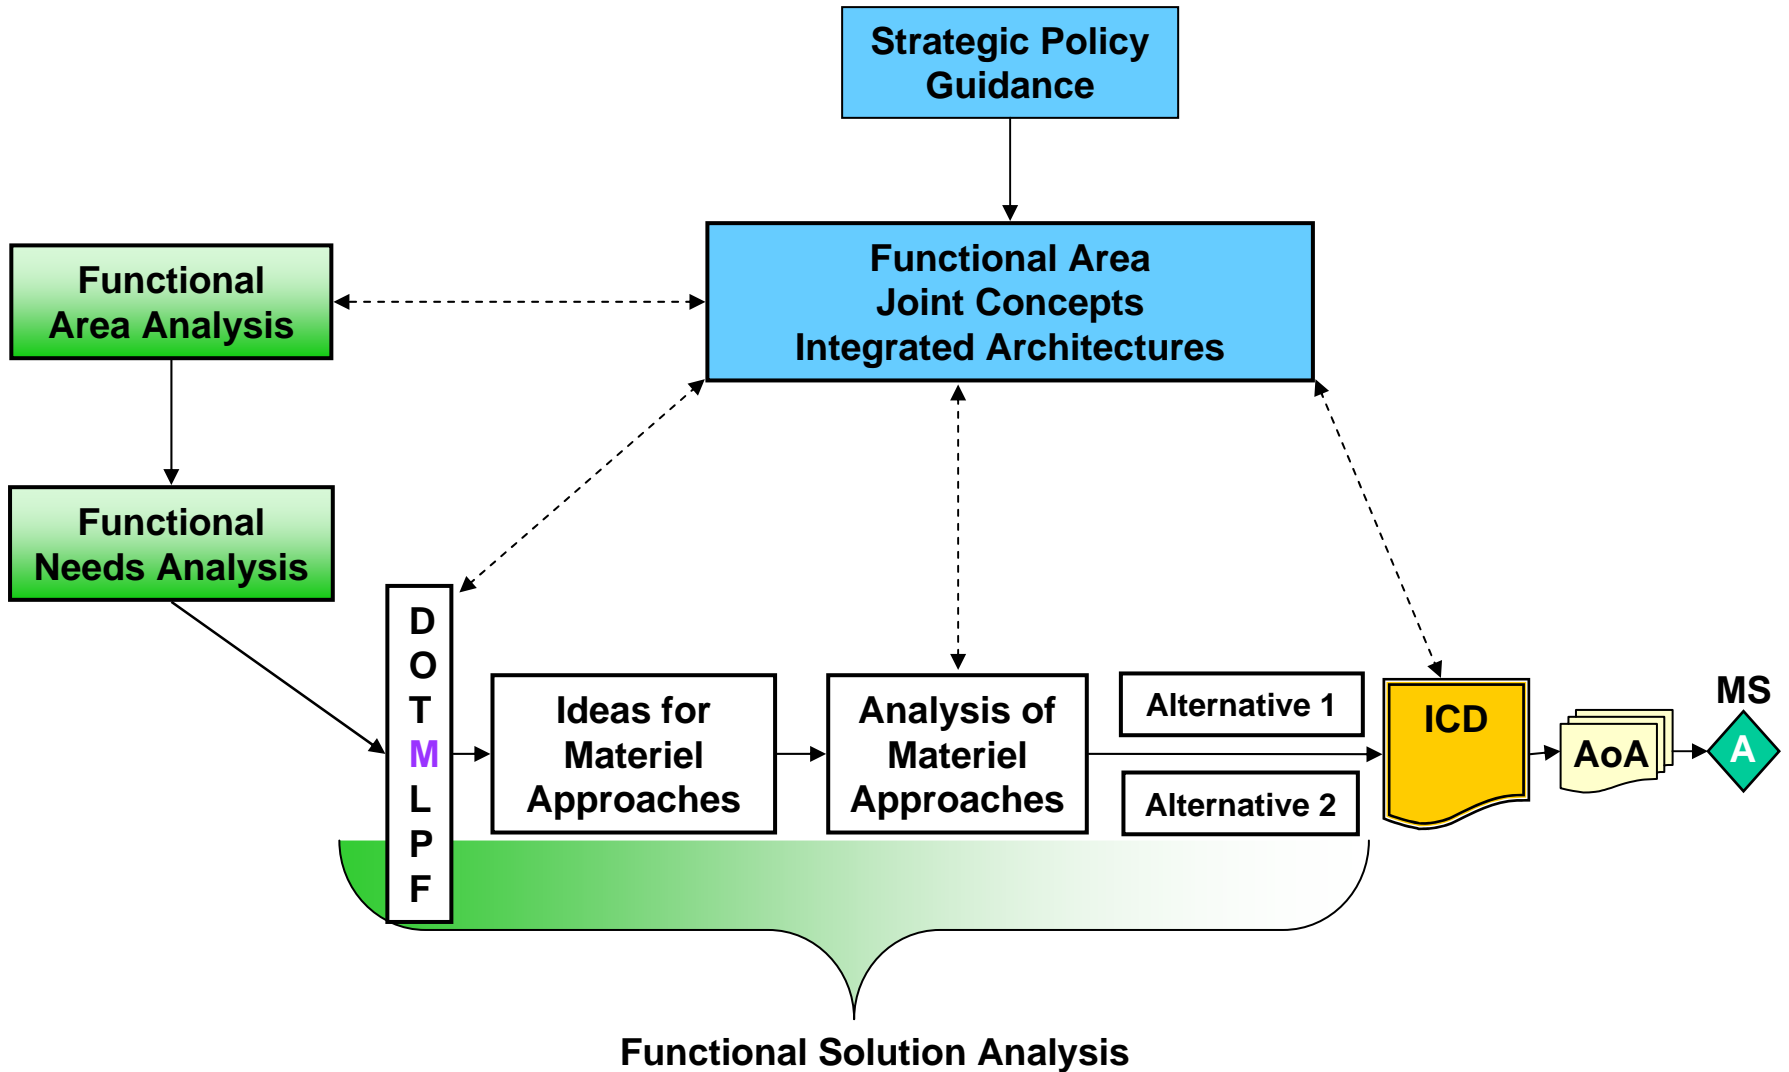 Strategic Policy
Guidance
Functional Area
Joint Concepts
Integrated Architectures
Functional
Area Analysis
Functional
Needs Analysis
D
O
T
M
L
P
F
Ideas for
Materiel
Approaches
Analysis of
Materiel
Approaches
Alternative 1
Alternative 2
ICD
AoA
MS
A
Functional Solution Analysis